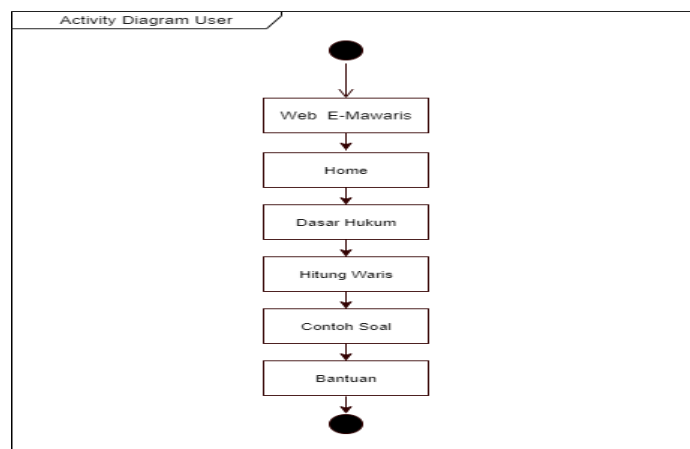 Activity Diagram User
Web E-Mawaris
Home
Dasar Hukum
Hitung Waris
Contoh Soal
Bantuan